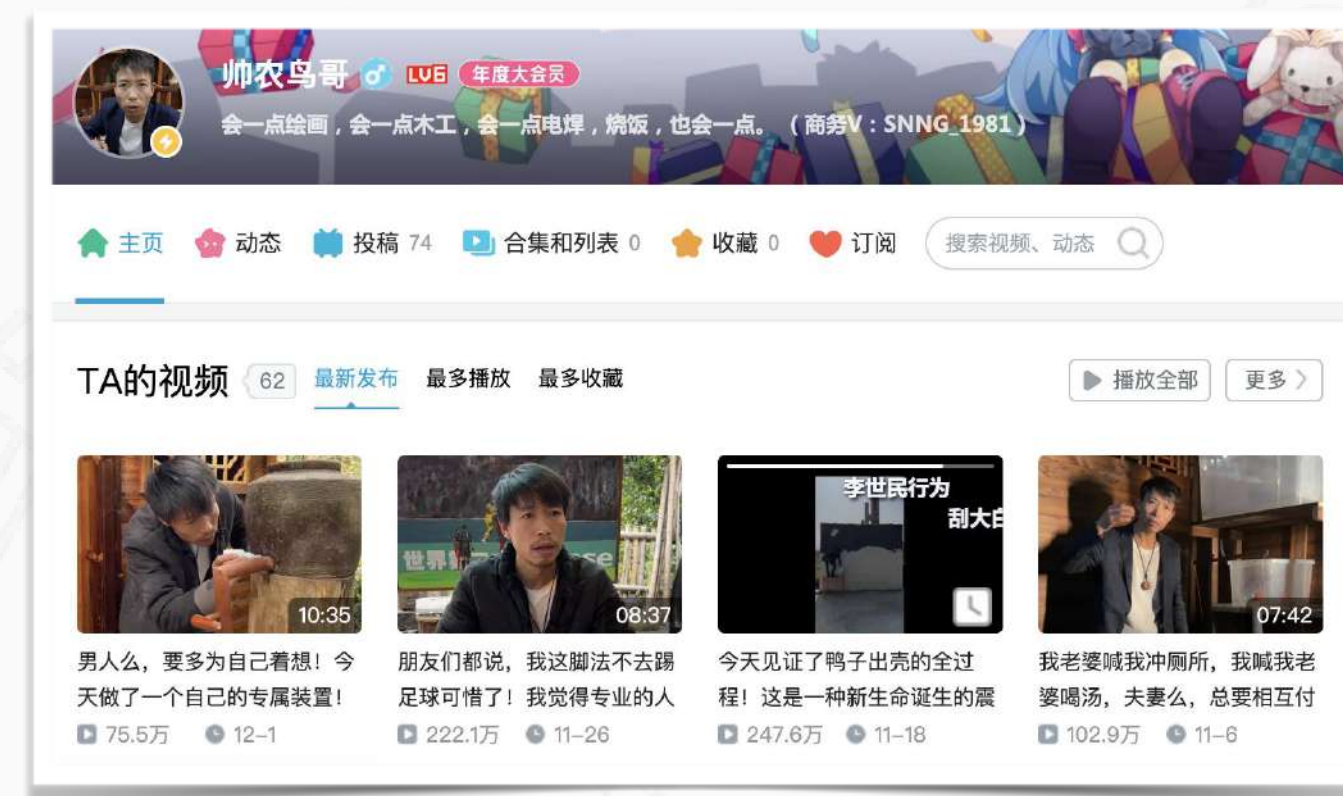 帅农鸟哥 LV6 年度大会员
会一点绘画，会一点木工，会一点电焊，烧饭，也会一点。（商务V：SNNG_1981）
主页 动态 投稿 74 合集和列表 0 收藏 0 订阅 搜索视频、动态
TA的视频 62 最新发布 最多播放 最多收藏 播放全部 更多
李世民行为
刮大白
世界
se
10:35 08:37 07:42
男人么，要多为自己着想！今
天做了一个自己的专属装置！
75.5万 12-1
朋友们都说，我这脚法不去踢
足球可惜了！我觉得专业的人
222.1万 11-26
今天见证了鸭子出壳的全过
程！这是一种新生命诞生的震
247.6万 11-18
我老婆喊我冲厕所，我喊我老
婆喝汤，夫妻么，总要相互付
102.9万 11-6